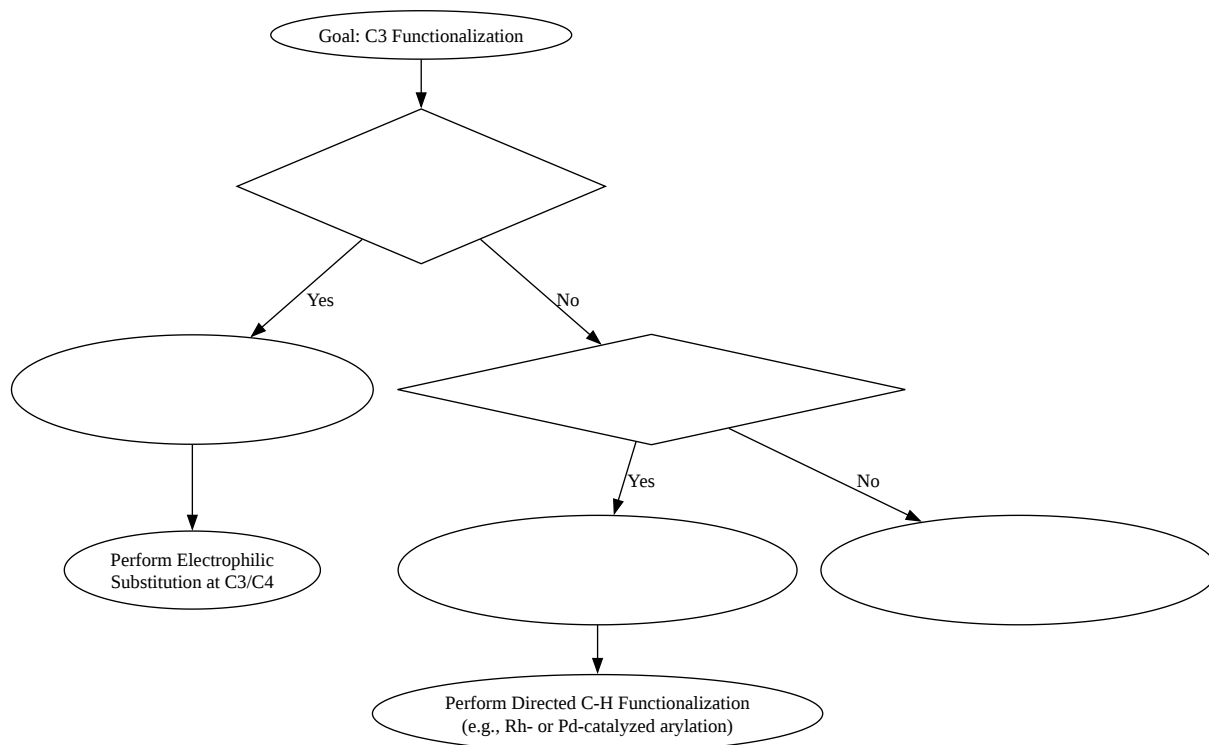 Goal: C3 Functionalization
Yes
No
Yes
No
Perform Electrophilic
Substitution at C3/C4
Perform Directed C-H Functionalization
(e.g., Rh- or Pd-catalyzed arylation)